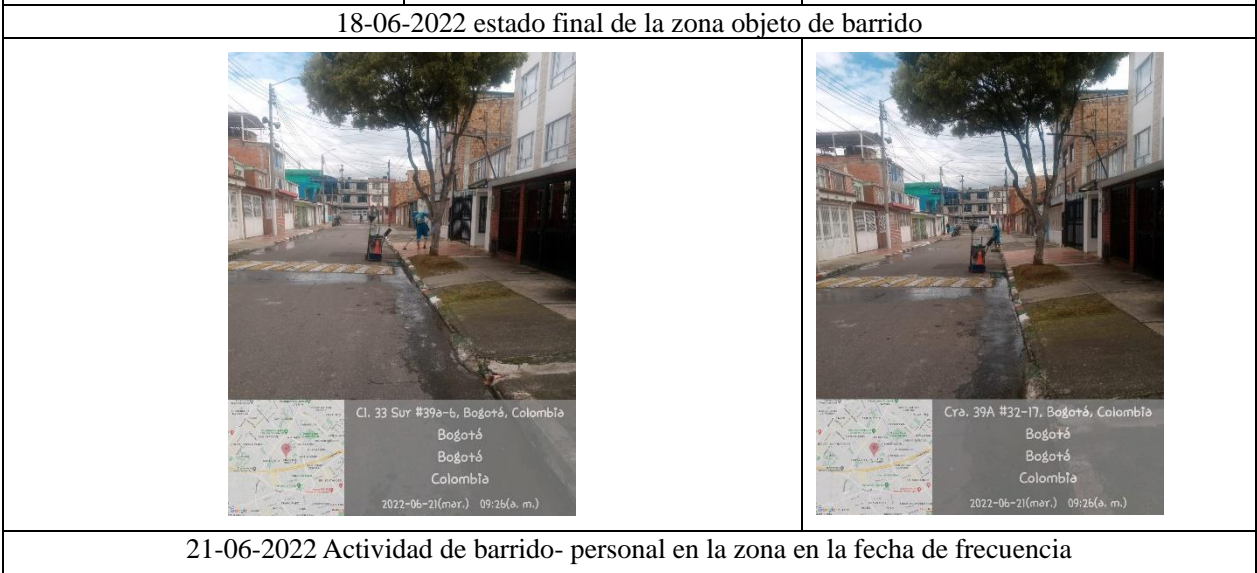 18-06-2022 estado final de la zona objeto de barrido
Cl. 33 Sur #39a-6, Bogotá, Colombia
Bogotá
Bogotá
Colombia
2022-06-21(mar.) 09:26(a. m.)
Cra. 39A #32-17, Bogotá, Colombia
Bogotá
Bogotá
Colombia
2022-06-21(mar.) 09:26(a. m.)
21-06-2022 Actividad de barrido- personal en la zona en la fecha de frecuencia